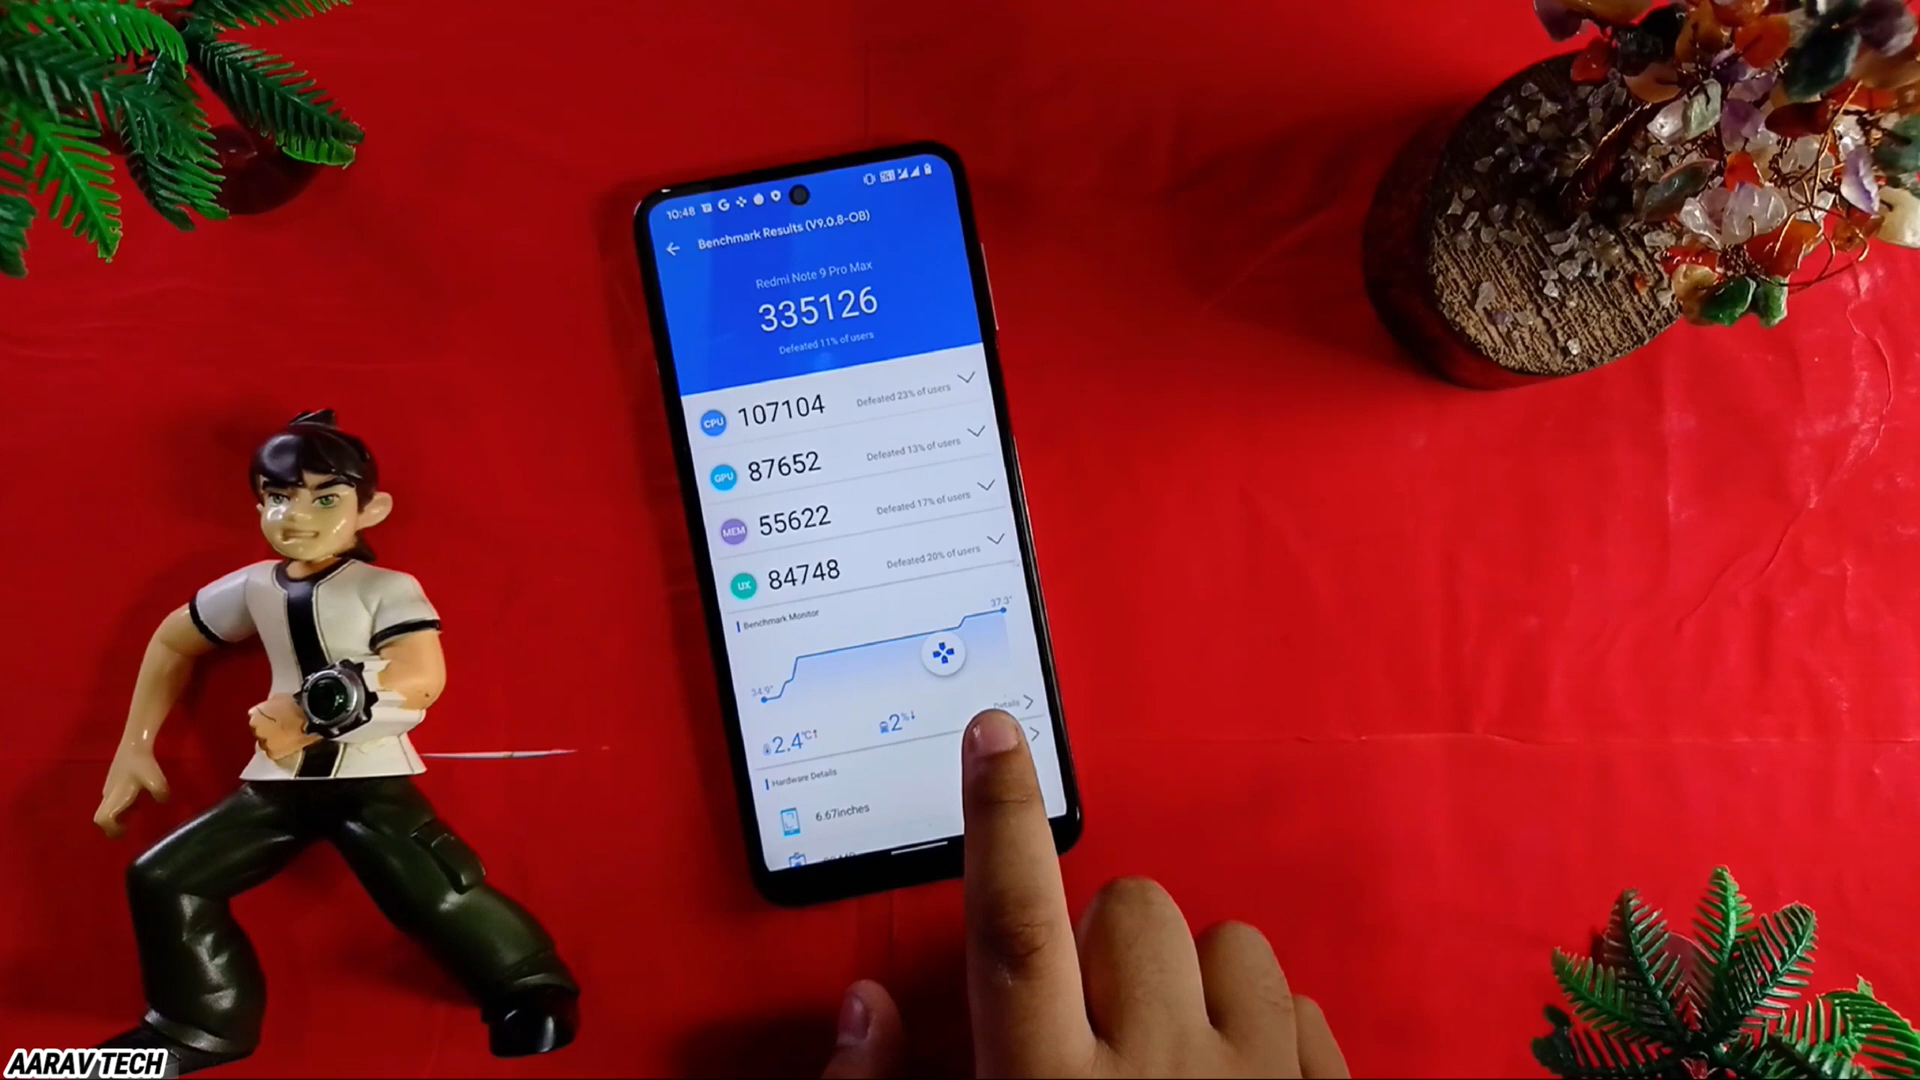 10:48
Benchmark Results (V9.0.8-OB)
Redmi Note 9 Pro Max
335126
Defeated 11% of users
CPU 107104 Defeated 23% of users
GPU 87652 Defeated 13% of users
MEM 55622 Defeated 17% of users
UX 84748 Defeated 20% of users
Benchmark Monitor
37.3°
34.9°
Details
2.4°C↑ 2%↓
Hardware Details
6.67inches
AARAV TECH